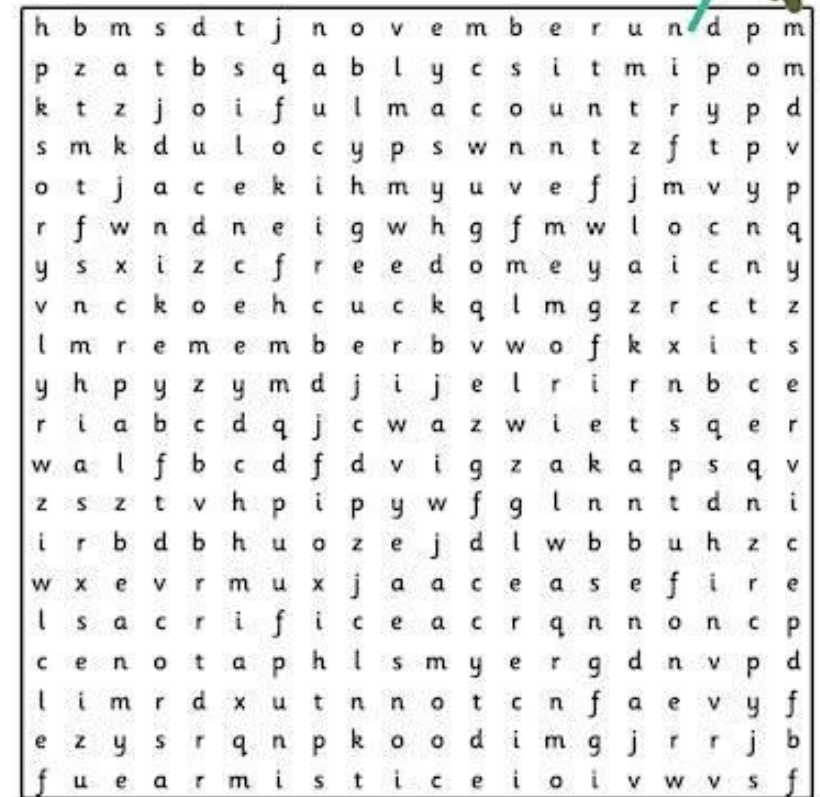 h b m s d t j n o v e m b e r u n d p m
p z a t b s q a b l y c s i t m i p o m
k t z j o i f u l m a c o u n t r y p d
s m k d u l o c y p s w n n t z f t p v
o t j a c e k i h m y u v e f j m v y p
r f w n d n e i g w h g f m w l o c n q
y s x i z c f r e e d o m e y a i c n y
v n c k o e h c u c k q l m g z r c t z
l m r e m e m b e r b v w o f k x i t s
y h p y z y m d j i j e l r i r n b c e
r i a b c d q j c w a z w i e t s q e r
w a l f b c d f d v i g z a k a p s q v
z s z t v h p i p y w f g l n n t d n i
i r b d b h u o z e j d l w b b u h z c
w x e v r m u x j a a c e a s e f i r e
l s a c r i f i c e a c r q n n o n c p
c e n o t a p h l s m y e r g d n v p d
l i m r d x u t n n o t c n f a e v y f
e z y s r q n p k o o d i m g j r r j b
f u e a r m i s t i c e i o i v w v s f